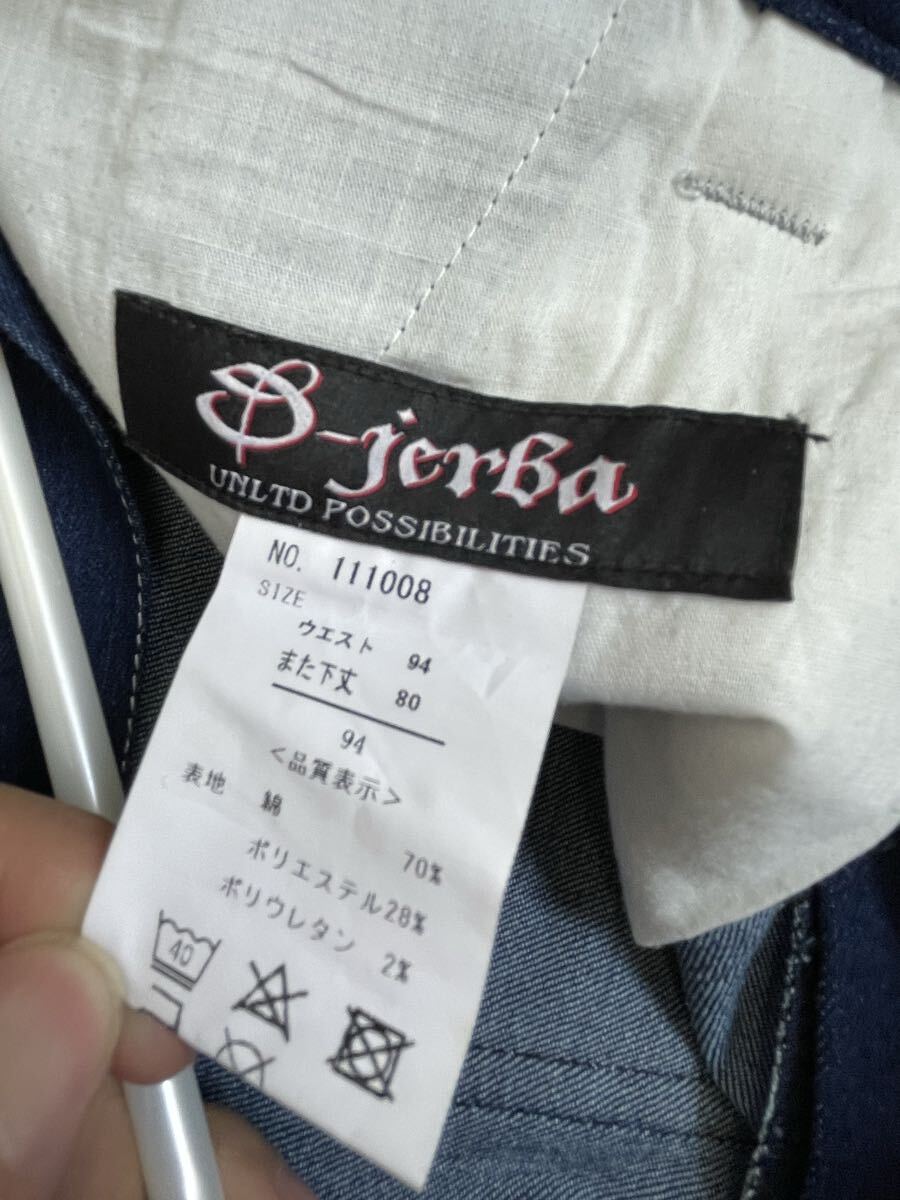 S-jerba
UNLTD POSSIBILITIES
NO. 111008
SIZE
ウエスト 94
また下丈 80
94
<品質表示>
表地 綿 70%
ポリエステル28%
ポリウレタン 2%
40